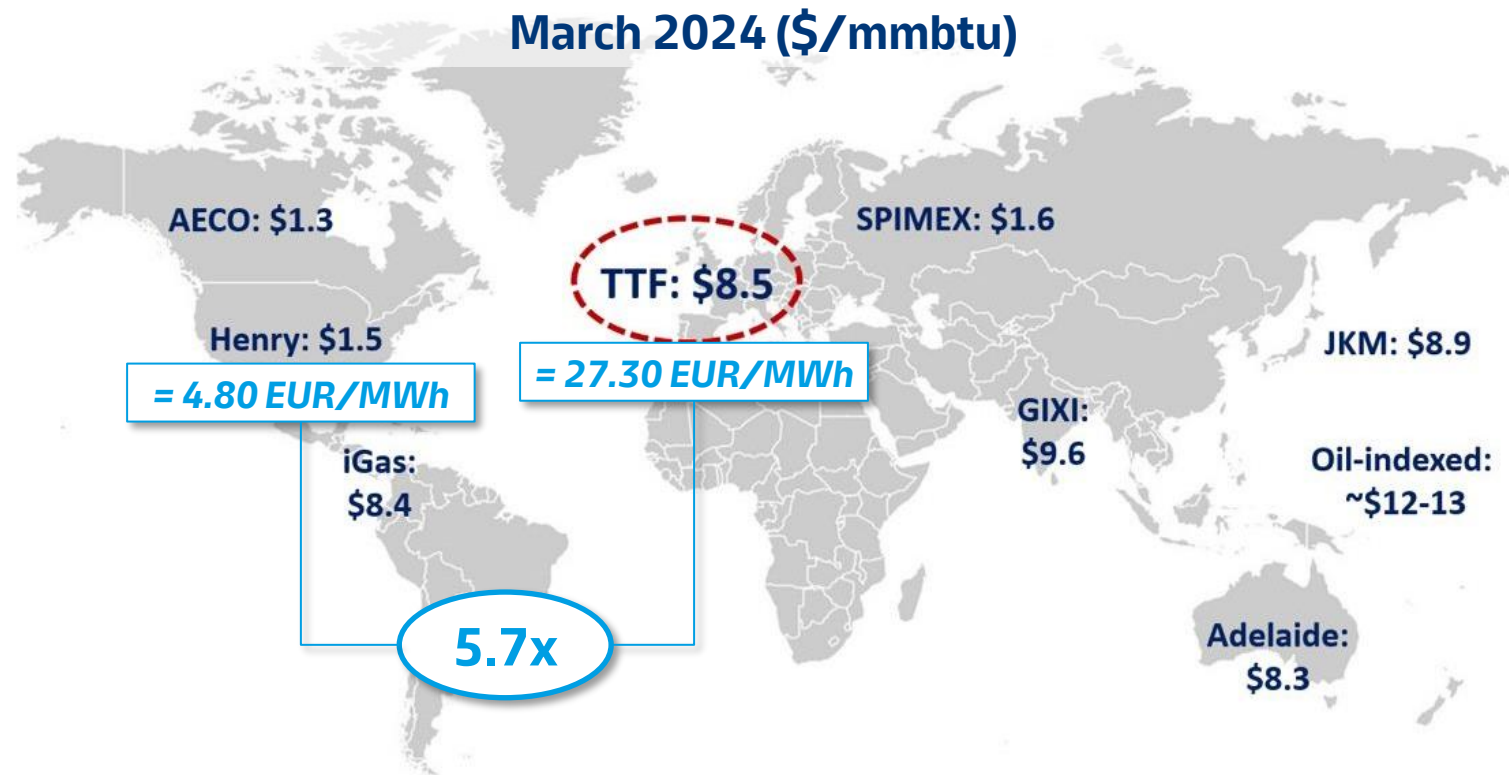 March 2024 ($/mmbtu)
AECO: $1.3
SPIMEX: $1.6
TTF: $8.5
Henry: $1.5
JKM: $8.9
= 4.80 EUR/MWh
= 27.30 EUR/MWh
GIXI:
$9.6
iGas:
$8.4
Oil-indexed:
~$12-13
5.7x
Adelaide:
$8.3